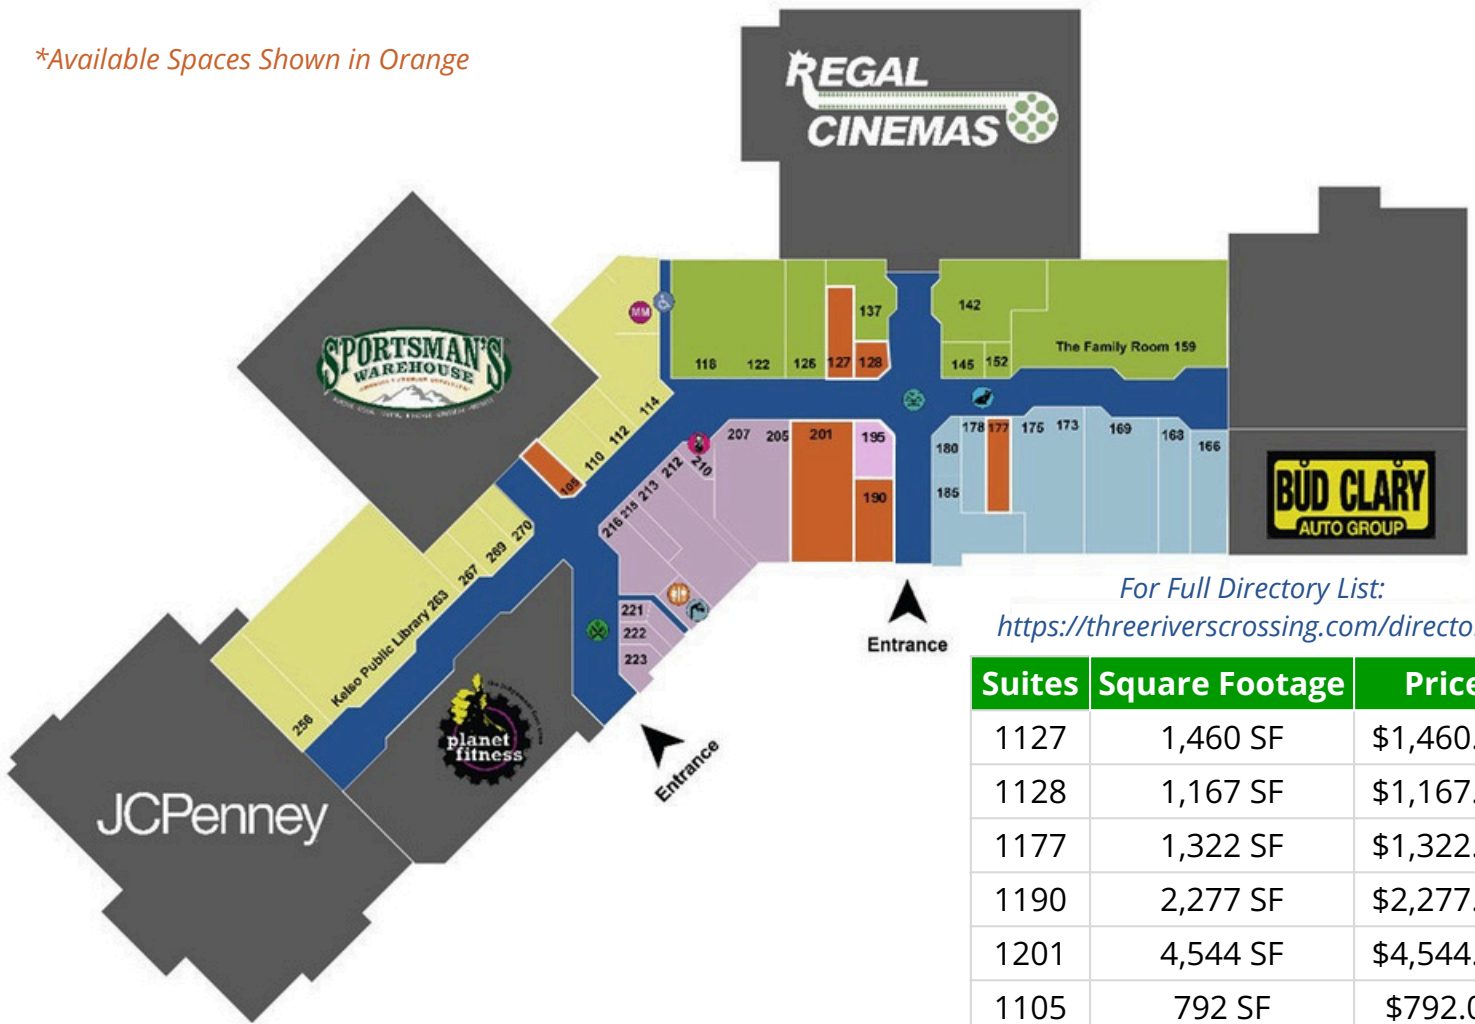 *Available Spaces Shown in Orange
REGAL
CINEMAS
SPORTSMAN'S
WAREHOUSE
MM
118
122
126
127
128
137
142
145
152
The Family Room 159
114
112
110
105
207
205
201
195
190
180
185
178
177
175
173
169
168
166
210
212
213
215
216
221
222
223
270
269
267
Kelso Public Library 263
256
BUD CLARY
AUTO GROUP
planet
fitness
JCPenney
Entrance
Entrance
For Full Directory List:
https://threeriverscrossing.com/directo
Suites Square Footage Price
1127 1,460 SF $1,460.
1128 1,167 SF $1,167.
1177 1,322 SF $1,322.
1190 2,277 SF $2,277.
1201 4,544 SF $4,544.
1105 792 SF $792.0